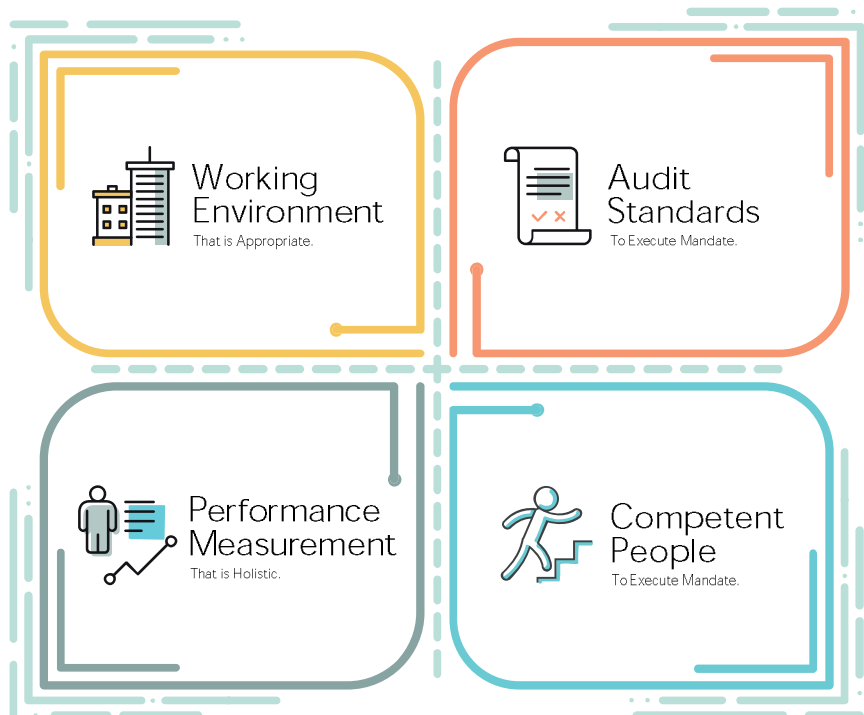 Working
Environment
That is Appropriate.
Audit
Standards
To Execute Mandate.
Performance
Measurement
That is Holistic.
Competent
People
To Execute Mandate.